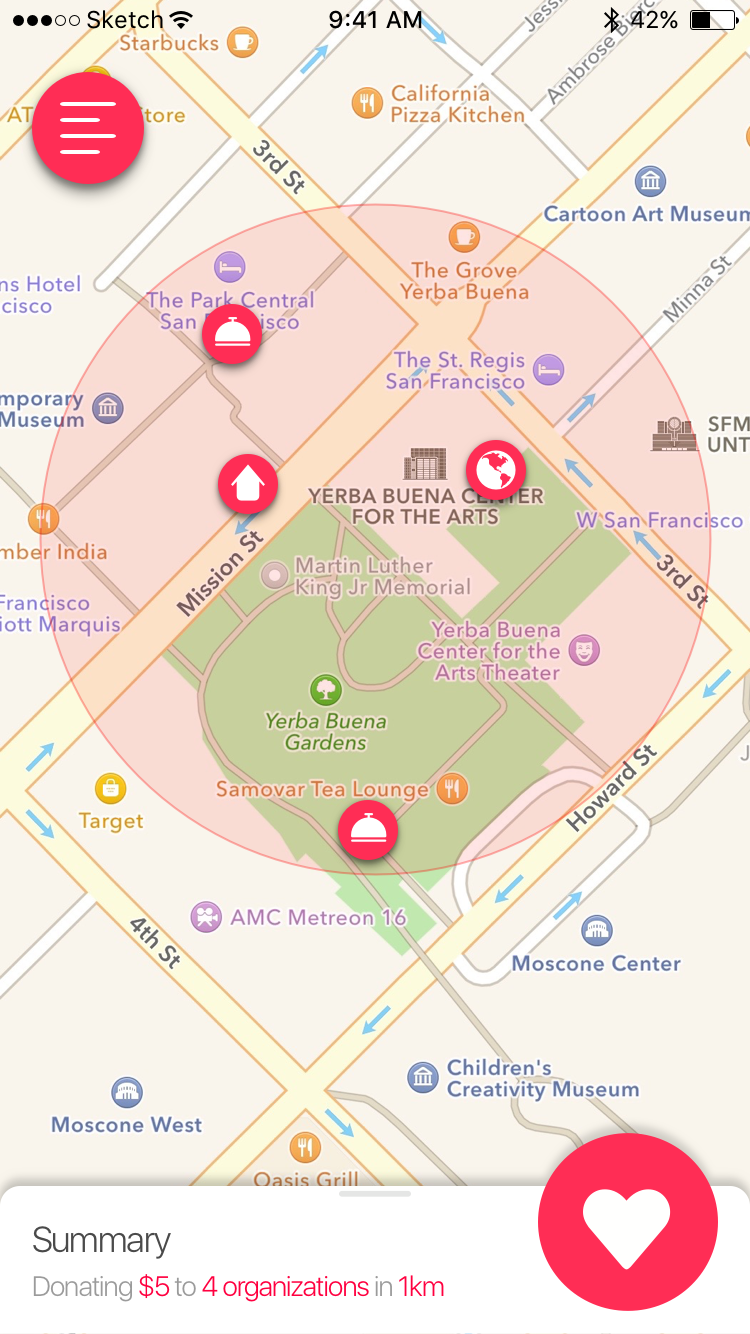 Sketch 9:41 AM 42%
Starbucks
Jess
Ambrose Bierc
California
Pizza Kitchen
AT tore
3rd St
Cartoon Art Museum
The Grove
Yerba Buena
Minna St
ns Hotel
cisco
The Park Central
San F isco
The St. Regis
San Francisco
mporary
Museum
SFM
UNT
YERBA BUENA CENTER
FOR THE ARTS
W San Francisco
mber India
Mission St
Martin Luther
King Jr Memorial
3rd St
Francisco
iott Marquis
Yerba Buena
Center for the
Arts Theater
Yerba Buena
Gardens
Howard St
Samovar Tea Lounge
Target
AMC Metreon 16
4th St
Moscone Center
Children's
Creativity Museum
Moscone West
Oasis Grill
Summary
Donating $5 to 4 organizations in 1km